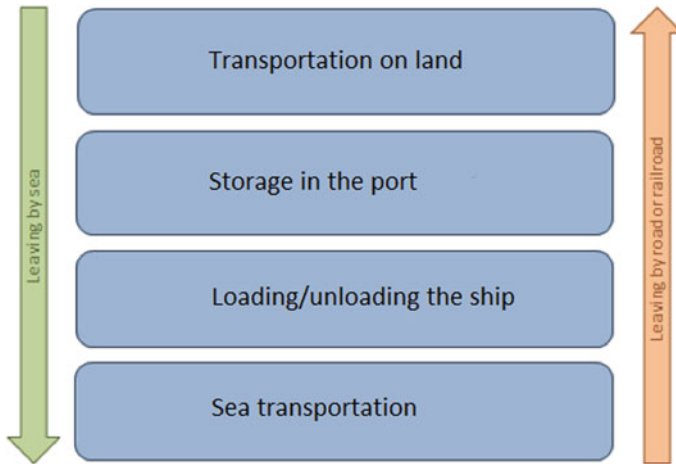 Transportation on land
Storage in the port
Loading/unloading the ship
Sea transportation
Leaving by sea
Leaving by road or railroad